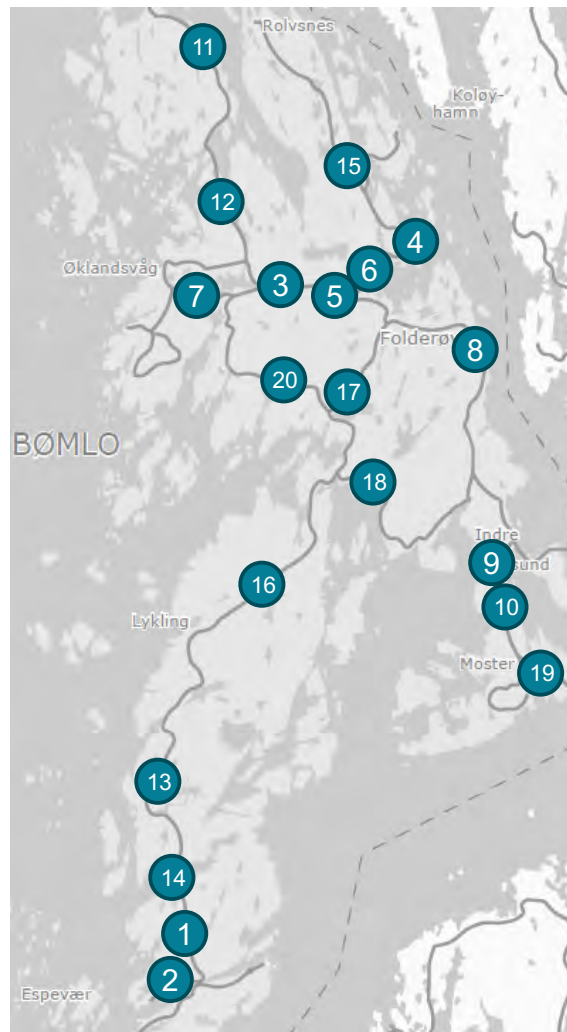 Rolvsnes
11
Koløy-
hamn
15
12
4
Øklandsvåg
6
3
5
7
Folderøy
8
20
17
BØMLO
18
Indre
9
sund
16
10
Lykling
Moster
19
13
14
1
2
Espevær